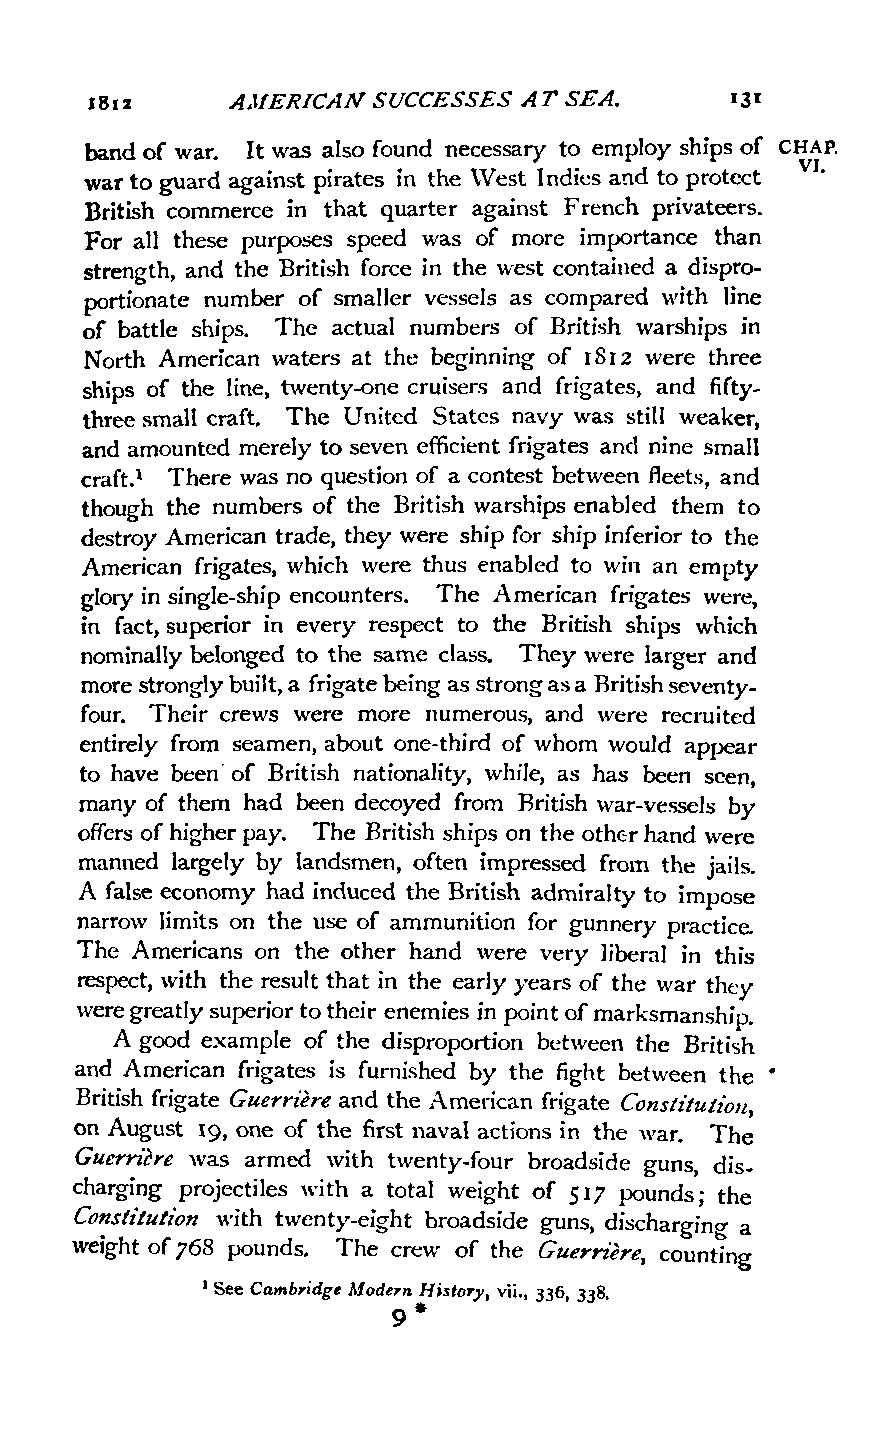 1812 AMERICAN SUCCESSES AT SEA. 131
band of war. It was also found necessary to employ ships of CHAP.
war to guard against pirates in the West Indies and to protect VI.
British commerce in that quarter against French privateers.
For all these purposes speed was of more importance than
strength, and the British force in the west contained a dispro-
portionate number of smaller vessels as compared with line
of battle ships. The actual numbers of British warships in
North American waters at the beginning of 1812 were three
ships of the line, twenty-one cruisers and frigates, and fifty-
three small craft. The United States navy was still weaker,
and amounted merely to seven efficient frigates and nine small
craft.¹ There was no question of a contest between fleets, and
though the numbers of the British warships enabled them to
destroy American trade, they were ship for ship inferior to the
American frigates, which were thus enabled to win an empty
glory in single-ship encounters. The American frigates were,
in fact, superior in every respect to the British ships which
nominally belonged to the same class. They were larger and
more strongly built, a frigate being as strong as a British seventy-
four. Their crews were more numerous, and were recruited
entirely from seamen, about one-third of whom would appear
to have been of British nationality, while, as has been seen,
many of them had been decoyed from British war-vessels by
offers of higher pay. The British ships on the other hand were
manned largely by landsmen, often impressed from the jails.
A false economy had induced the British admiralty to impose
narrow limits on the use of ammunition for gunnery practice.
The Americans on the other hand were very liberal in this
respect, with the result that in the early years of the war they
were greatly superior to their enemies in point of marksmanship.
A good example of the disproportion between the British
and American frigates is furnished by the fight between the
British frigate Guerrière and the American frigate Constitution,
on August 19, one of the first naval actions in the war. The
Guerrière was armed with twenty-four broadside guns, dis-
charging projectiles with a total weight of 517 pounds; the
Constitution with twenty-eight broadside guns, discharging a
weight of 768 pounds. The crew of the Guerrière, counting
¹ See Cambridge Modern History, vii., 336, 338.
9 *